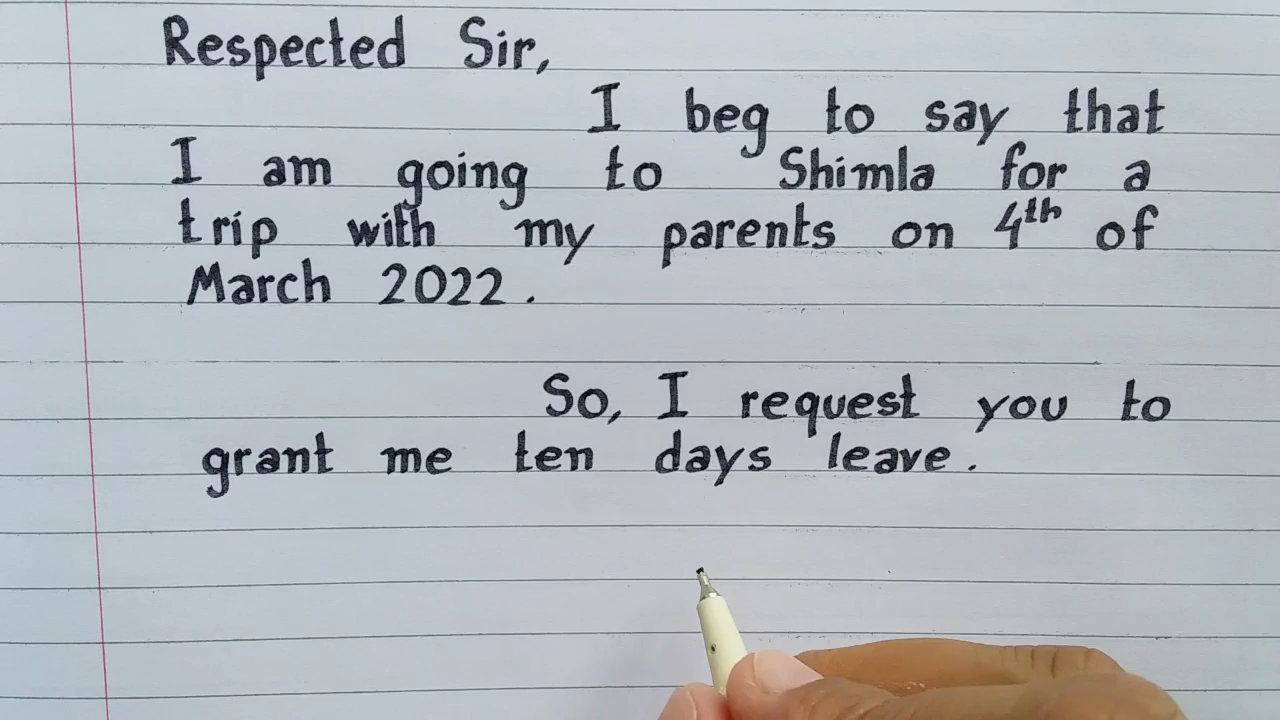 Respected Sir,
I beg to say that
I am going to Shimla for a
trip with my parents on 4th of
March 2022.
So, I request you to
grant me ten days leave.